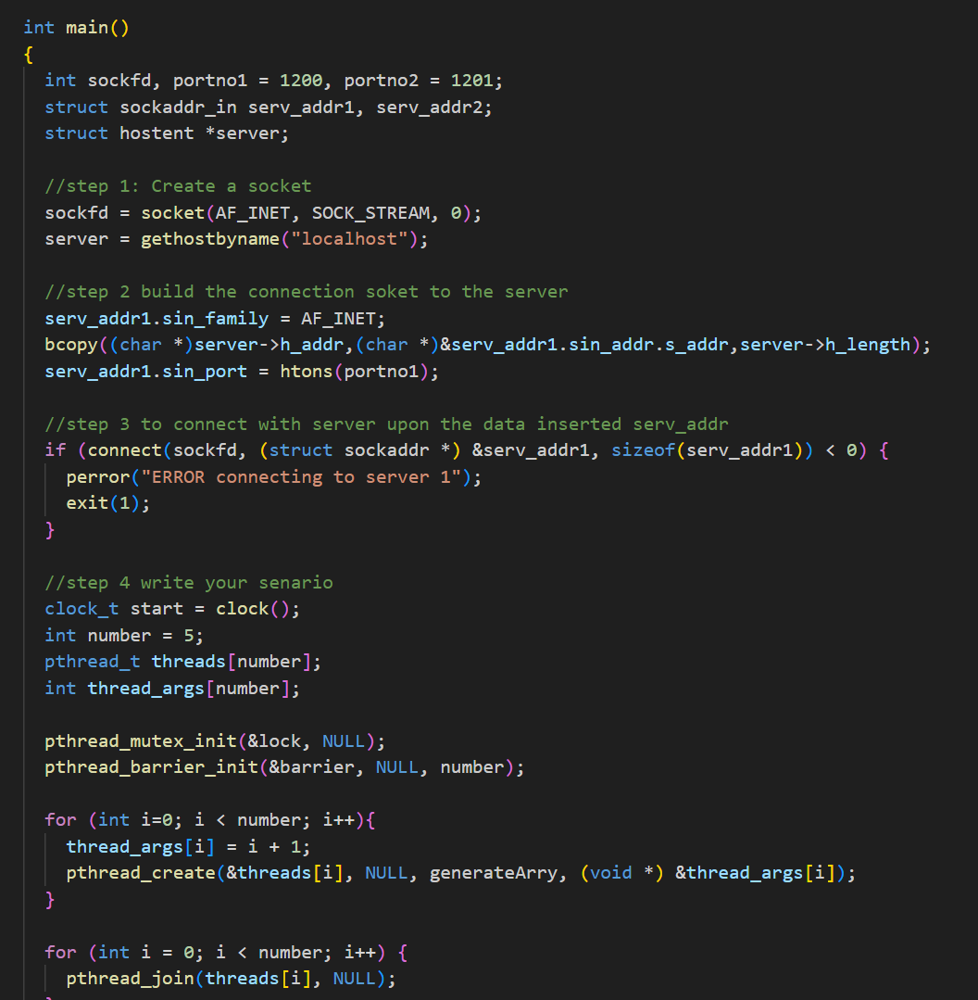 int main()
{
int sockfd, portno1 = 1200, portno2 = 1201;
struct sockaddr_in serv_addr1, serv_addr2;
struct hostent *server;
//step 1: Create a socket
sockfd = socket(AF_INET, SOCK_STREAM, 0);
server = gethostbyname("localhost");
//step 2 build the connection soket to the server
serv_addr1.sin_family = AF_INET;
bcopy((char *)server->h_addr,(char *)&serv_addr1.sin_addr.s_addr,server->h_length);
serv_addr1.sin_port = htons(portno1);
//step 3 to connect with server upon the data inserted serv_addr
if (connect(sockfd, (struct sockaddr *) &serv_addr1, sizeof(serv_addr1)) < 0) {
perror("ERROR connecting to server 1");
exit(1);
}
//step 4 write your senario
clock_t start = clock();
int number = 5;
pthread_t threads[number];
int thread_args[number];
pthread_mutex_init(&lock, NULL);
pthread_barrier_init(&barrier, NULL, number);
for (int i=0; i < number; i++){
thread_args[i] = i + 1;
pthread_create(&threads[i], NULL, generateArry, (void *) &thread_args[i]);
}
for (int i = 0; i < number; i++) {
pthread_join(threads[i], NULL);
}